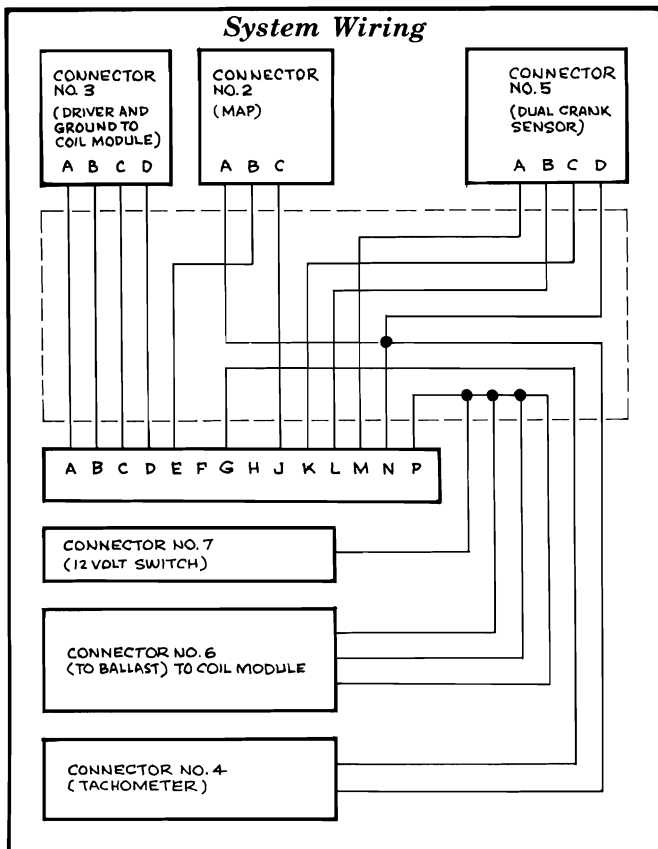 System Wiring
CONNECTOR
NO. 3
(DRIVER AND
GROUND TO
COIL MODULE)
A B C D
CONNECTOR
NO. 2
(MAP)
A B C
CONNECTOR
NO. 5
(DUAL CRANK
SENSOR)
A B C D
A B C D E F G H J K L M N P
CONNECTOR NO. 7
(12 VOLT SWITCH)
CONNECTOR NO. 6
(TO BALLAST) TO COIL MODULE
CONNECTOR NO. 4
(TACHOMETER)